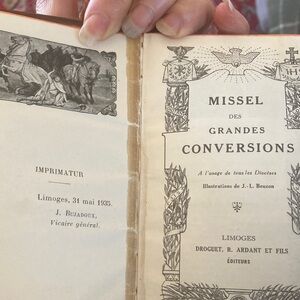 IMPRIMATUR
Limoges, 31 mai 1935.
Vicaire général.
MISSEL
DES
GRANDES
CONVERSIONS
A l'usage de tous les Diocèses
Illustrations de J.-L. Beuzon
LIMOGES
DROGUET, R. ARDANT ET FILS
ÉDITEURS